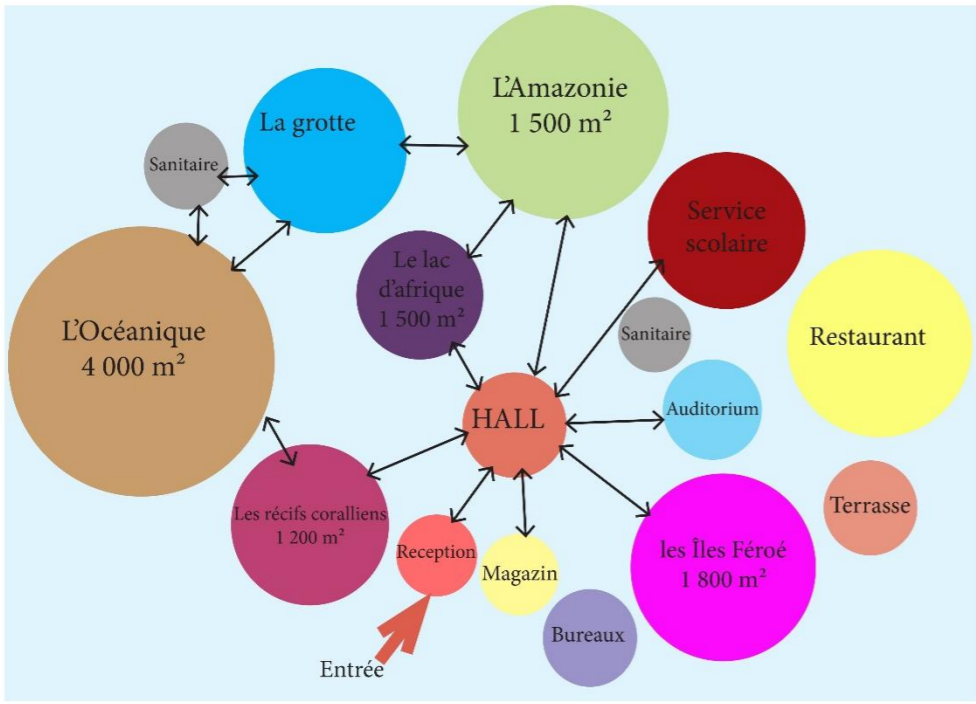 L'Amazonie
1 500 m²
La grotte
Sanitaire
Service
scolaire
Le lac
d'afrique
1 500 m²
L'Océanique
4 000 m²
Sanitaire
Restaurant
HALL
Auditorium
Les récifs coralliens
1 200 m²
Reception
Magazin
les Îles Féroé
1 800 m²
Terrasse
Bureaux
Entrée